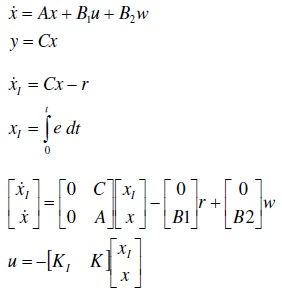 ẋ = Ax + B₁u + B₂w
y = Cx
ẋ_I = Cx − r
x_I = ∫₀ᵗ e dt
[ẋ_I; ẋ] = [0 C; 0 A][x_I; x] − [0; B1]r + [0; B2]w
u = −[K_I K][x_I; x]